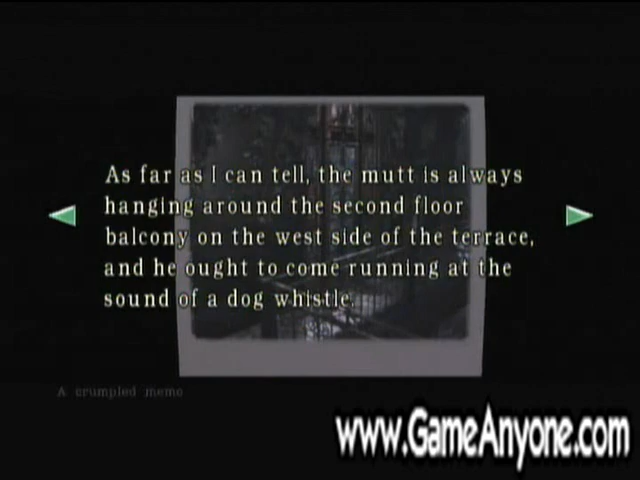 As far as I can tell, the mutt is always
hanging around the second floor
balcony on the west side of the terrace,
and he ought to come running at the
sound of a dog whistle.
A crumpled memo
www.GameAnyone.com